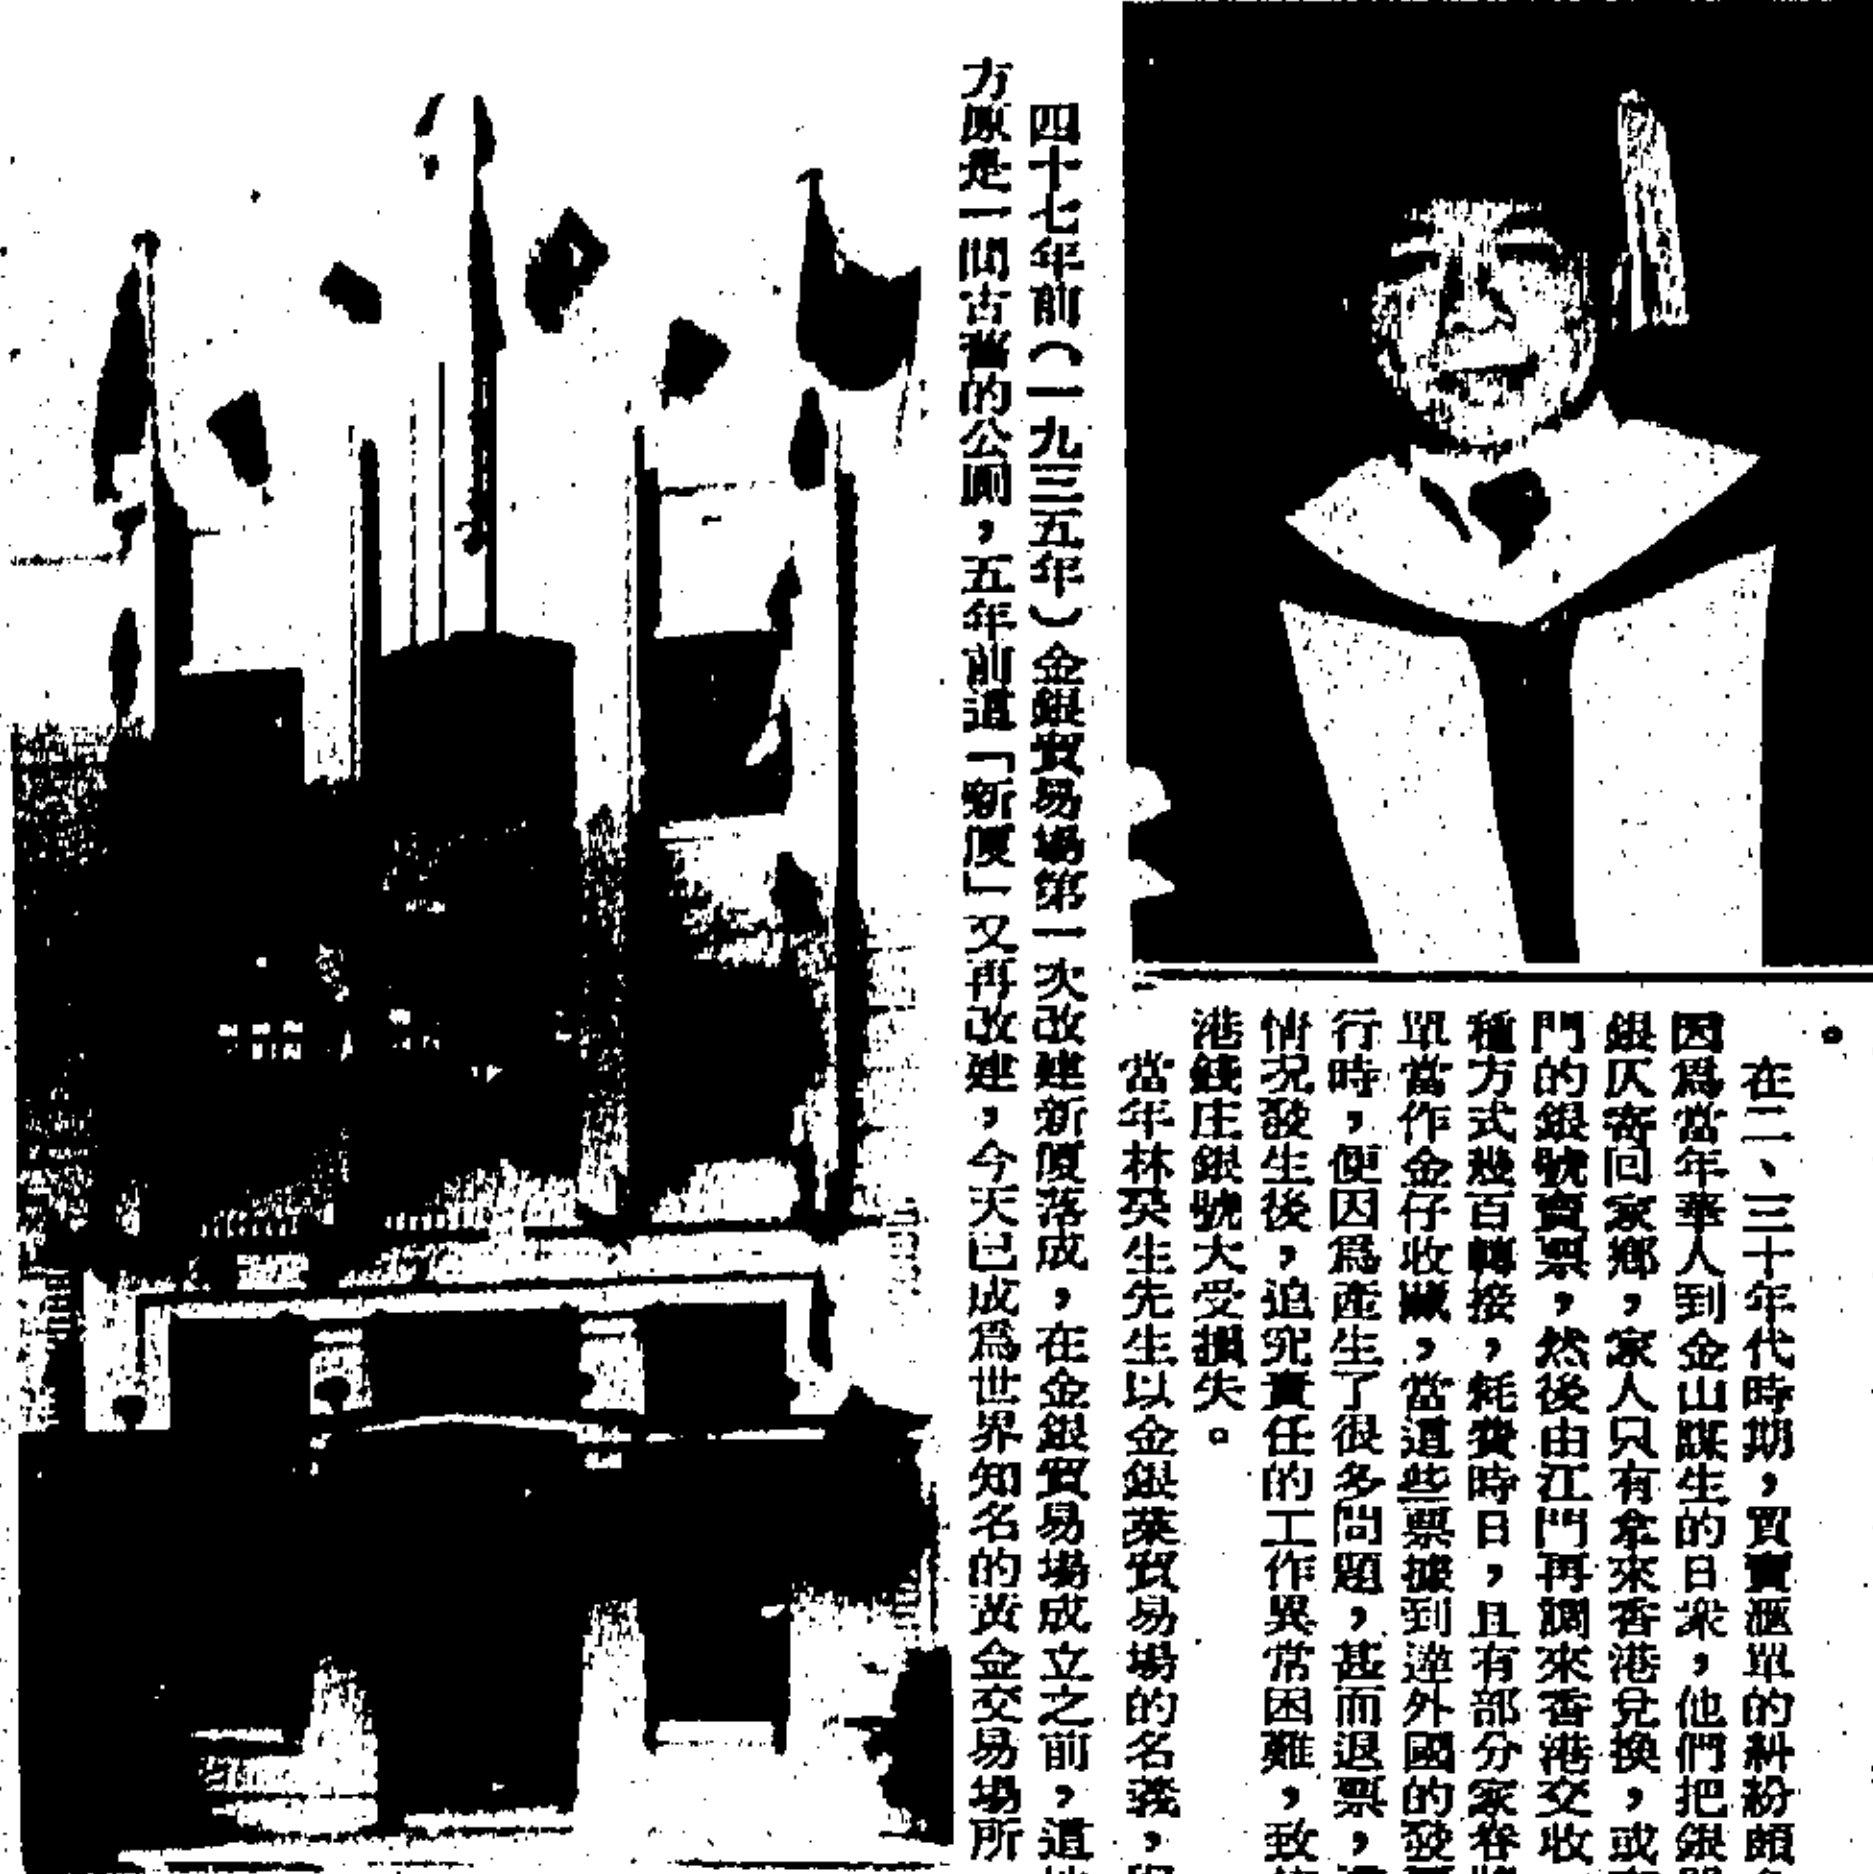 。
在二、三十年代時期，買賣滙單的糾紛頗
因爲當年華人到金山謀生的日衆，他們把銀
銀仄寄囘家鄉，家人只有拿來香港兌換，或
門的銀號賣票，然後由江門再調來香港交收
種方式幾百轉接，耗費時日，且有部分家眷
單當作金仔收藏，當這些票據到達外國的發
行時，便因爲產生了很多問題，甚而退票，
情况發生後，追究責任的工作異常困難，致
港錢庄銀號大受損失。
當年林癸生先生以金銀業貿易場的名義，
四十七年前（一九三五年）金銀貿易場第一次改建新厦落成，在金銀貿易場成立之前，這
方原是一間古舊的公厠，五年前這「新厦」又再改建，今天已成爲世界知名的黃金交易場所